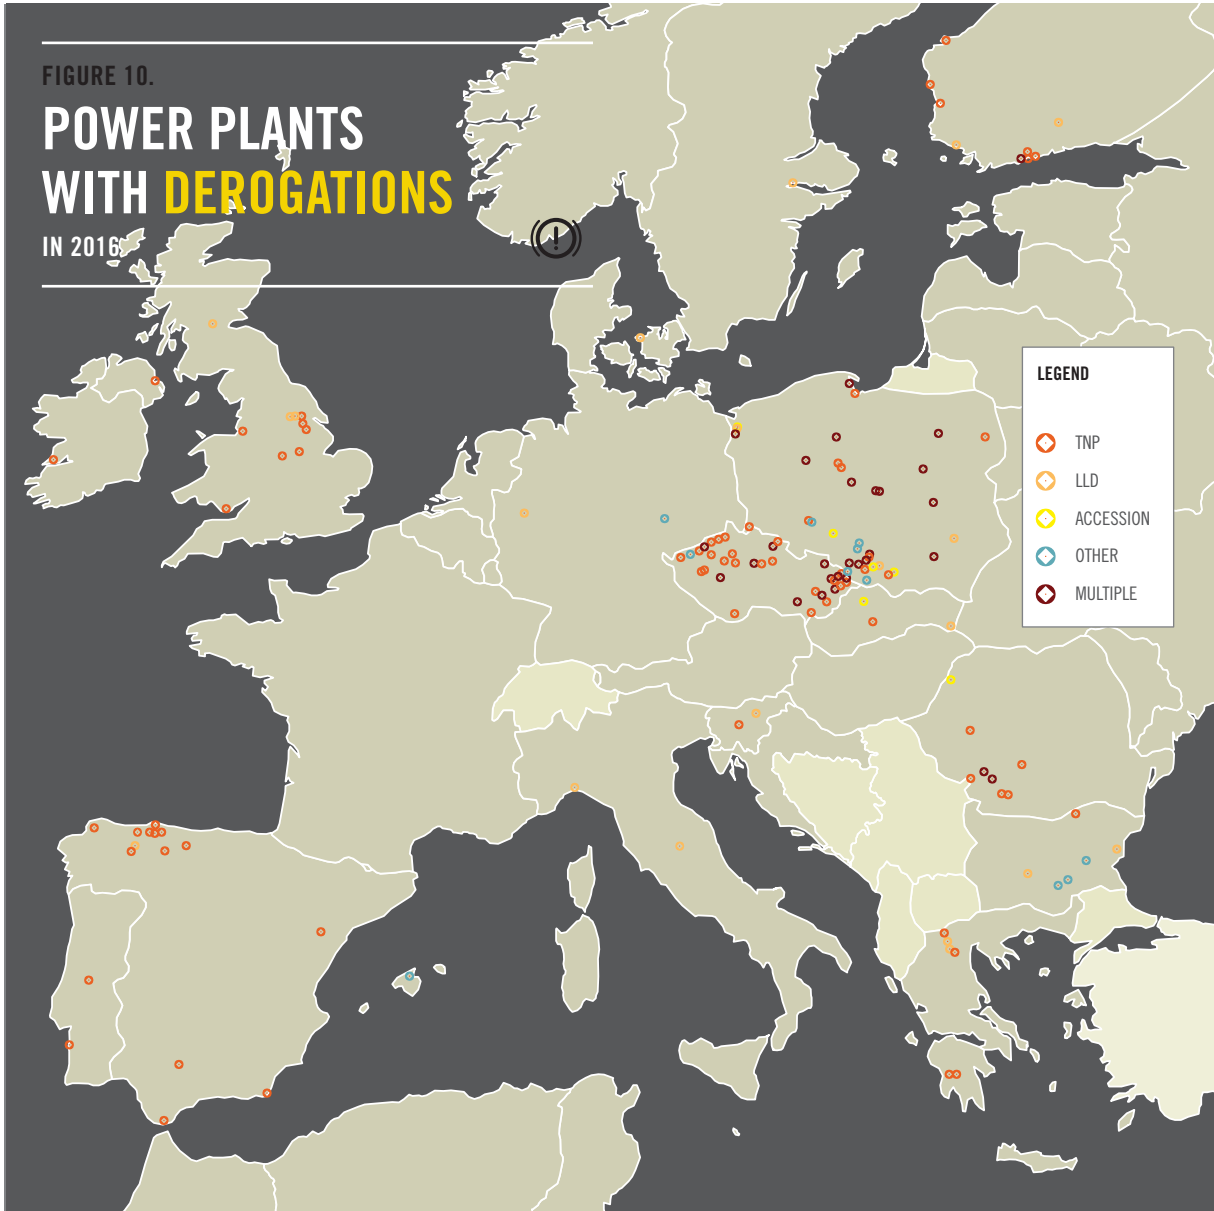 FIGURE 10.
POWER PLANTS
WITH DEROGATIONS
IN 2016
LEGEND
TNP
LLD
ACCESSION
OTHER
MULTIPLE